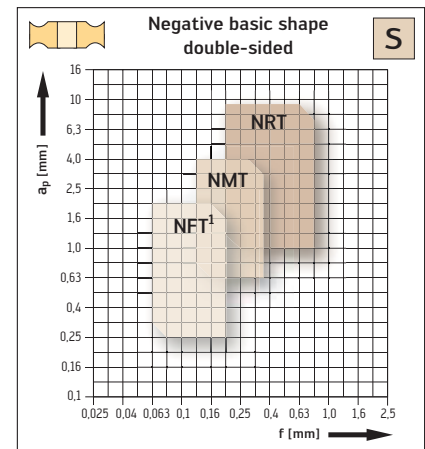 Negative basic shape
double-sided
S
16
10
6,3
4,0
2,5
1,6
1,0
0,63
0,4
0,25
0,16
0,1
aₚ [mm]
NRT
NMT
NFT¹
0,025 0,04 0,063 0,1 0,16 0,25 0,4 0,63 1,0 1,6 2,5
f [mm]